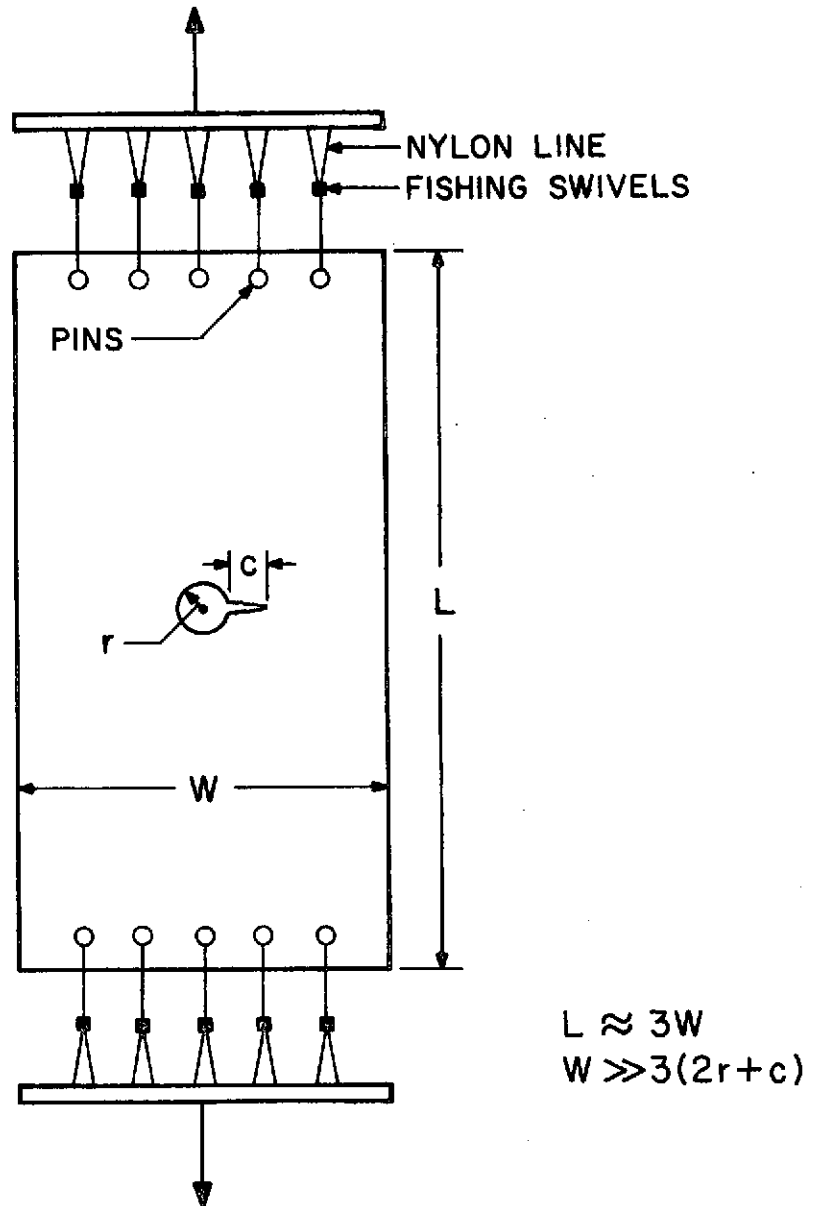 NYLON LINE
FISHING SWIVELS
PINS
C
r
L
W
L ≈ 3W
W ≫ 3(2r+c)